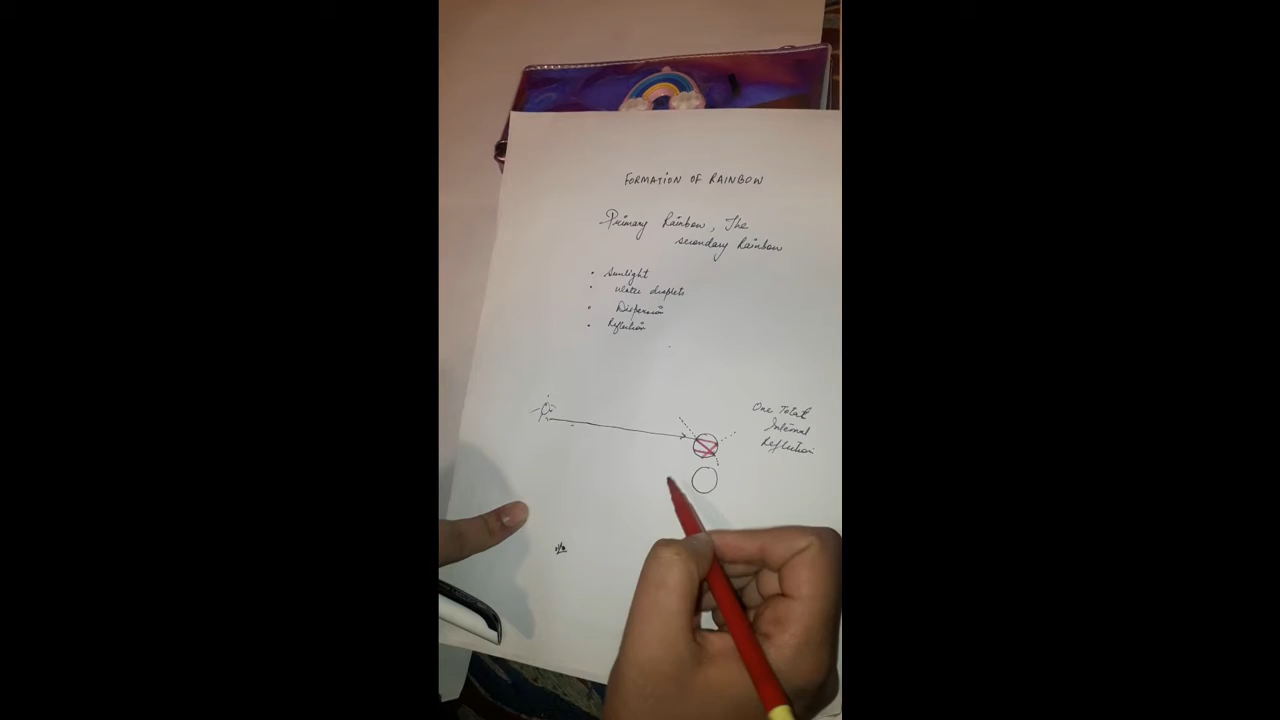 FORMATION OF RAINBOW
Primary Rainbow, The
secondary Rainbow
• Sunlight
• Water droplets
• Dispersion
• Reflection
One Total
Internal
Reflection